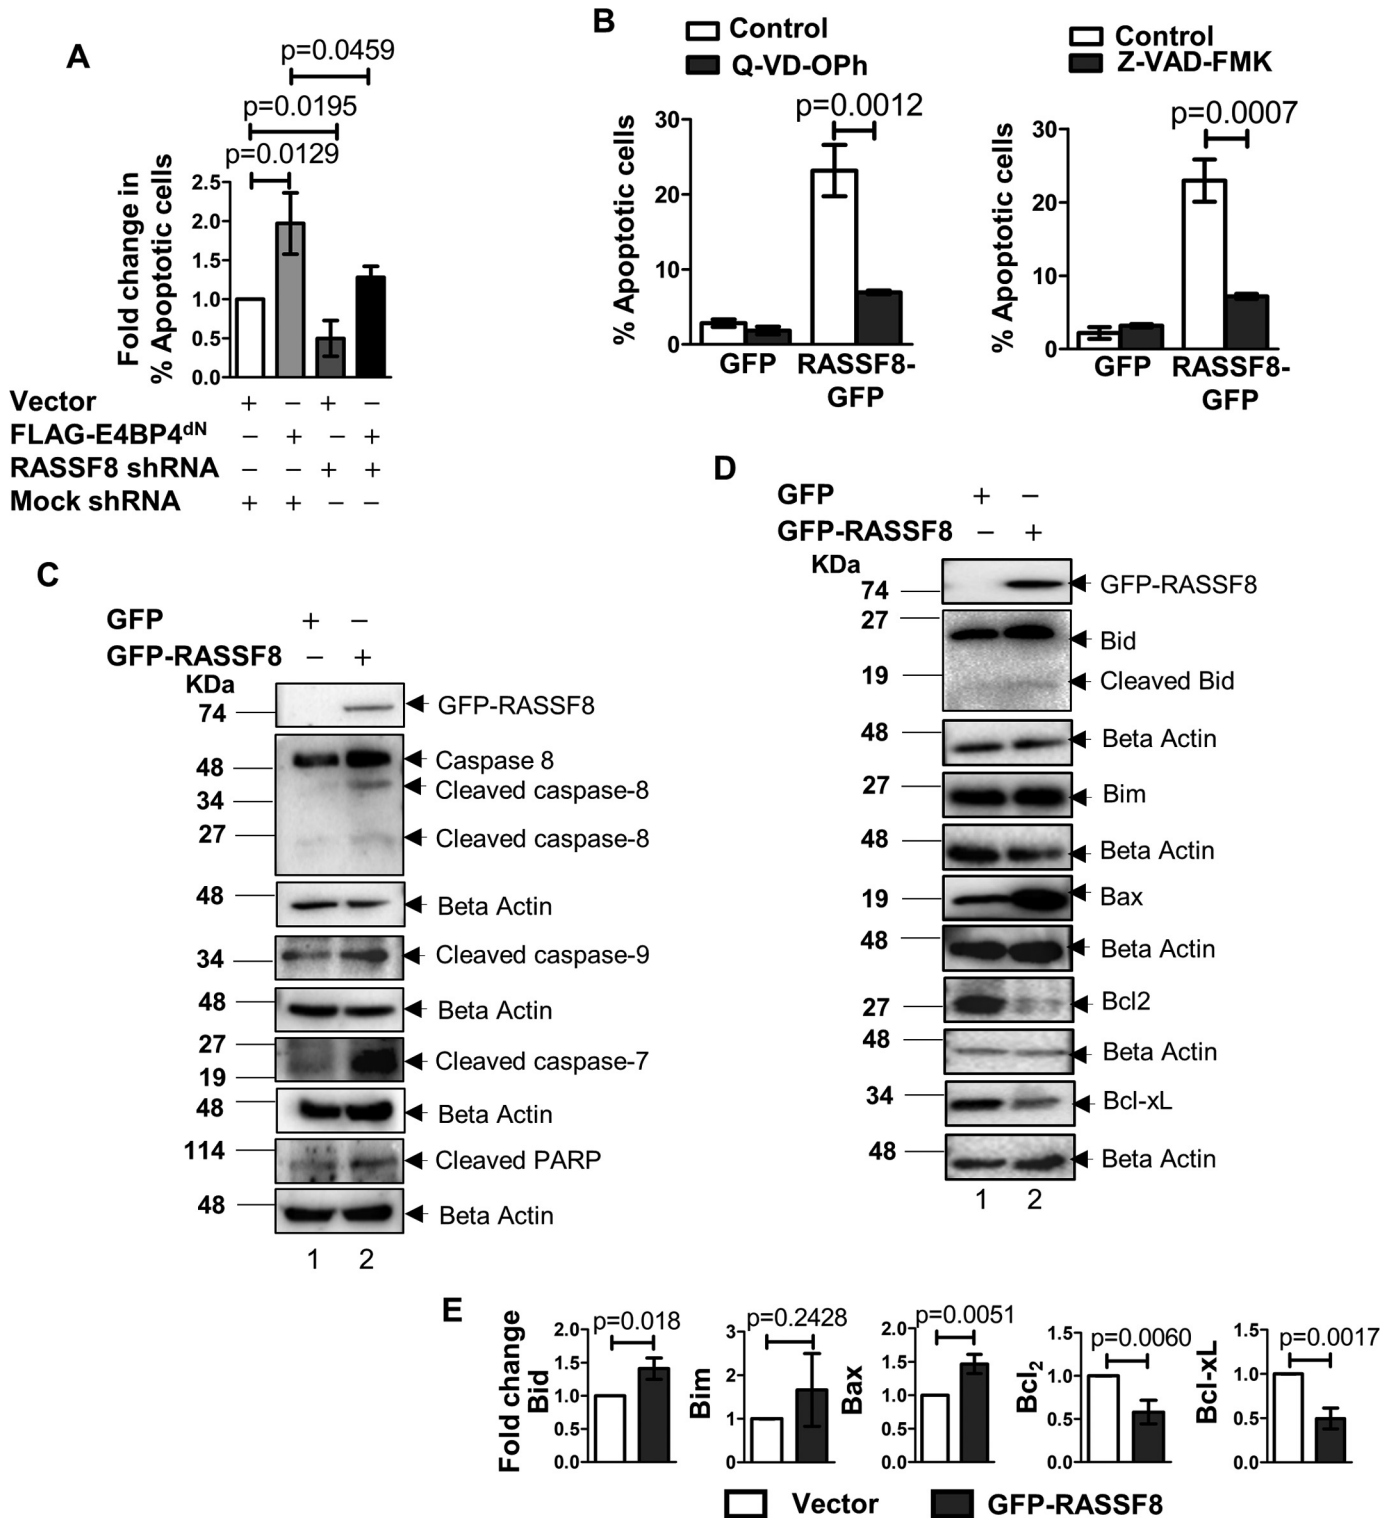 A
p=0.0459
p=0.0195
p=0.0129
Fold change in
% Apoptotic cells
2.5
2.0
1.5
1.0
0.5
0.0
Vector + − + −
FLAG-E4BP4dN − + − +
RASSF8 shRNA − − + +
Mock shRNA + + − −
B
Control
Q-VD-OPh
p=0.0012
% Apoptotic cells
30
20
10
0
GFP
RASSF8-
GFP
Control
Z-VAD-FMK
p=0.0007
% Apoptotic cells
30
20
10
0
GFP
RASSF8-
GFP
C
GFP + −
GFP-RASSF8 − +
KDa
74
GFP-RASSF8
Caspase 8
48
Cleaved caspase-8
34
27
Cleaved caspase-8
48
Beta Actin
34
Cleaved caspase-9
48
Beta Actin
27
Cleaved caspase-7
19
48
Beta Actin
114
Cleaved PARP
48
Beta Actin
1 2
D
GFP + −
GFP-RASSF8 − +
KDa
74
GFP-RASSF8
27
Bid
19
Cleaved Bid
48
Beta Actin
27
Bim
48
Beta Actin
19
Bax
48
Beta Actin
27
Bcl2
48
Beta Actin
34
Bcl-xL
48
Beta Actin
1 2
E
Fold change
Bid
p=0.018
2.0
1.5
1.0
0.5
0.0
Bim
p=0.2428
3
2
1
0
Bax
p=0.0051
2.0
1.5
1.0
0.5
0.0
Bcl2
p=0.0060
1.5
1.0
0.5
0.0
Bcl-xL
p=0.0017
1.5
1.0
0.5
0.0
Vector
GFP-RASSF8